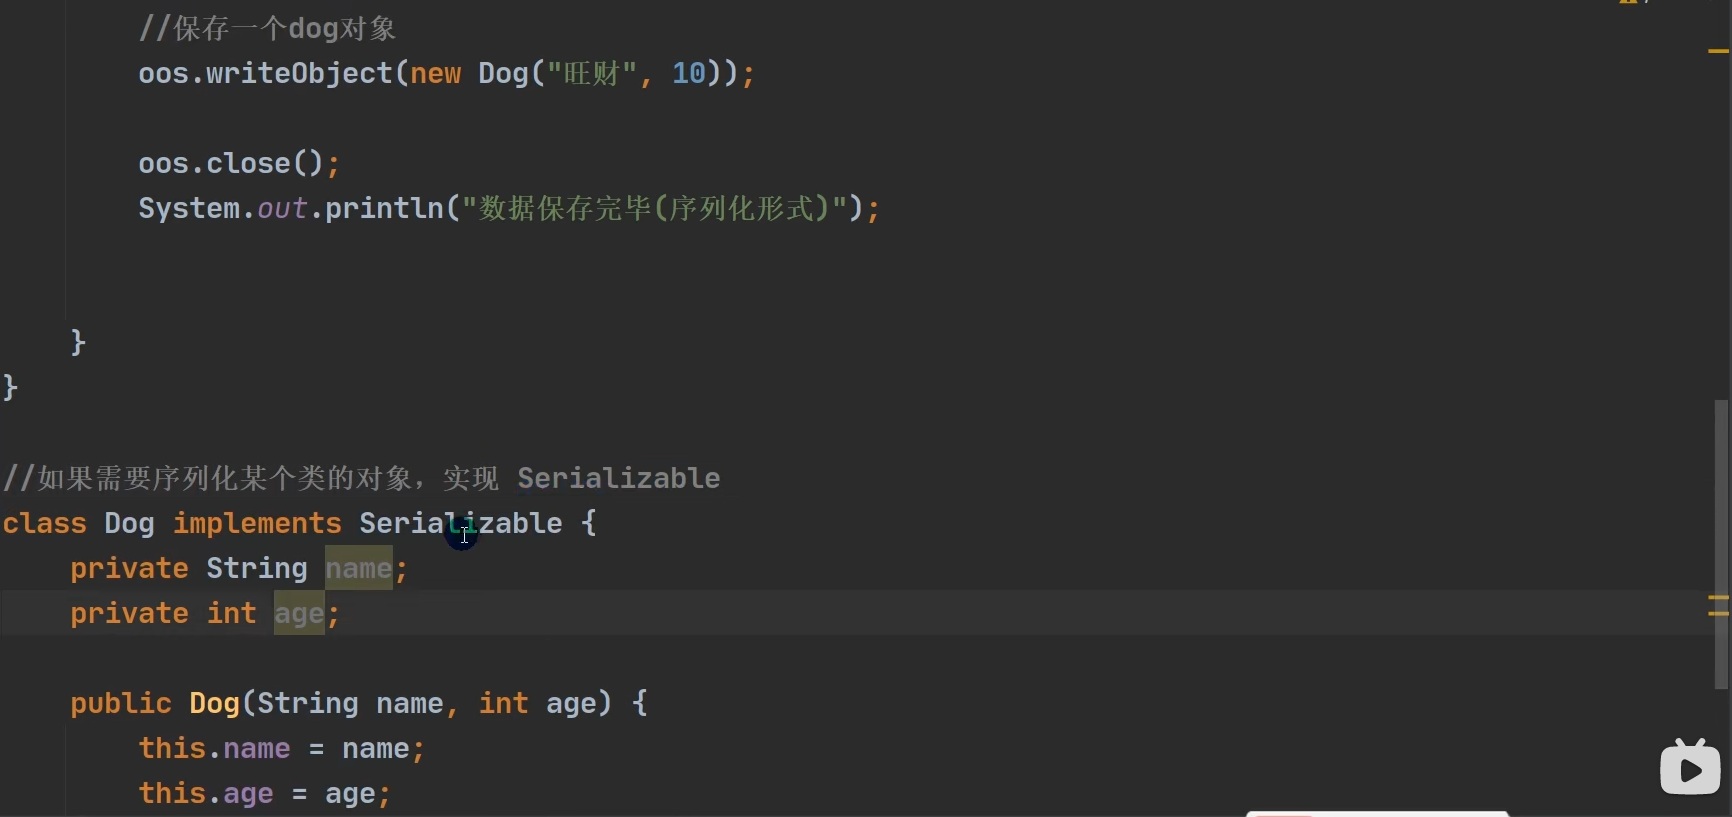 //保存一个dog对象
oos.writeObject(new Dog("旺财", 10));
oos.close();
System.out.println("数据保存完毕(序列化形式)");
}
}
//如果需要序列化某个类的对象，实现 Serializable
class Dog implements Serializable {
private String name;
private int age;
public Dog(String name, int age) {
this.name = name;
this.age = age;